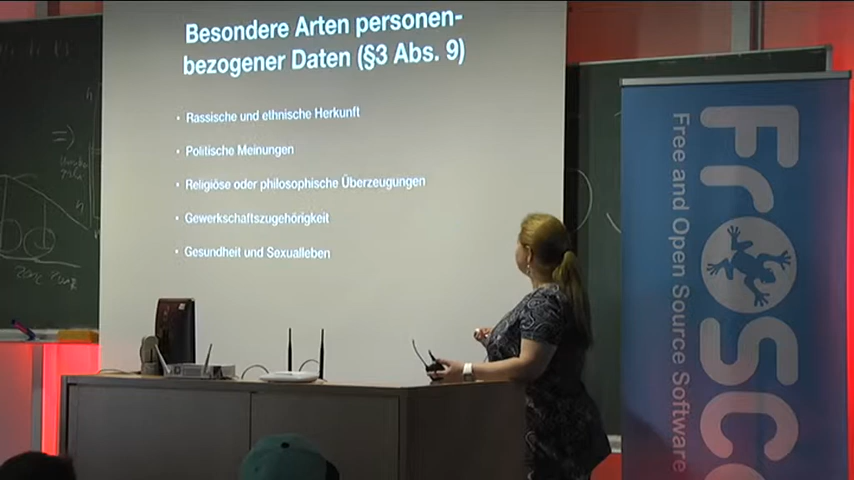 Besondere Arten personen-
bezogener Daten (§3 Abs. 9)
• Rassische und ethnische Herkunft
• Politische Meinungen
• Religiöse oder philosophische Überzeugungen
• Gewerkschaftszugehörigkeit
• Gesundheit und Sexualleben
Free and Open Source Software
FrOSC